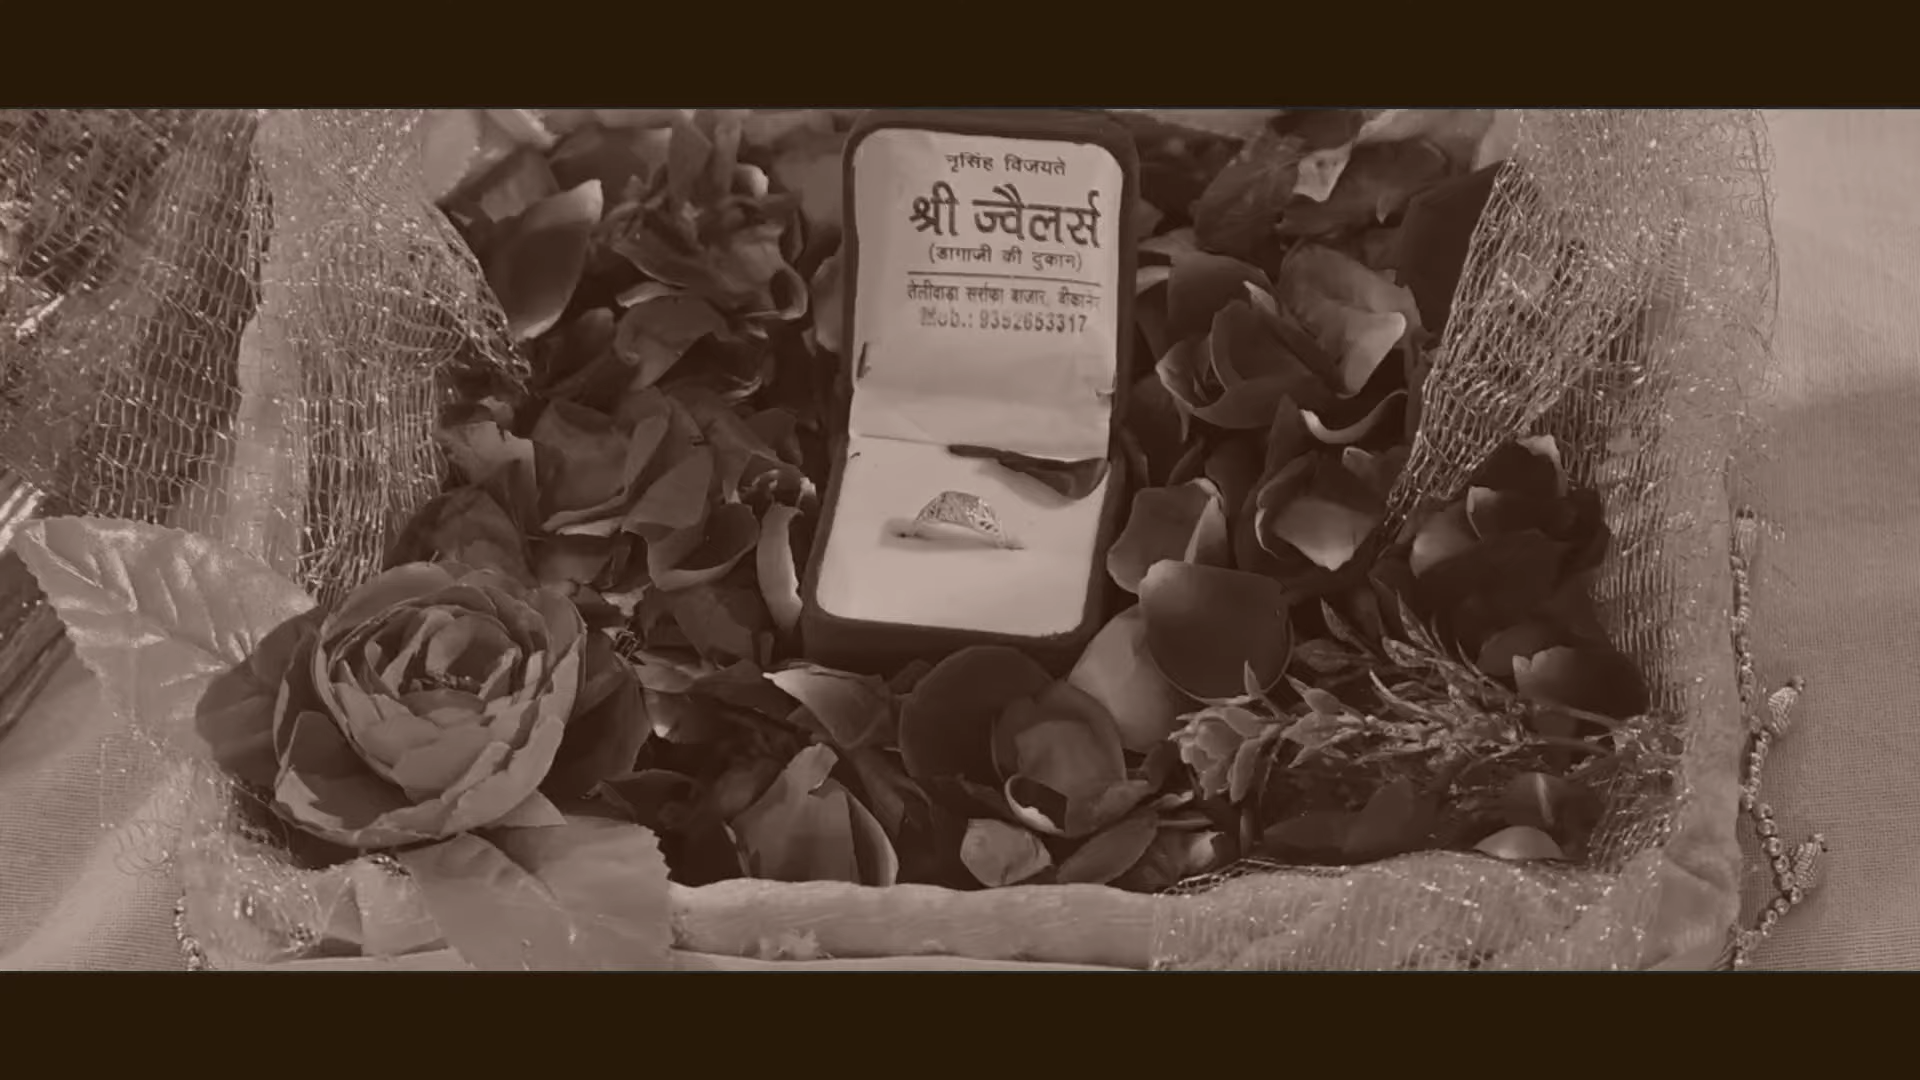 नृसिंह विजयते
श्री ज्वैलर्स
(डागाजी की दुकान)
तेलीवाड़ा सर्राफा बाजार, बीकानेर
Mob.: 9352653317